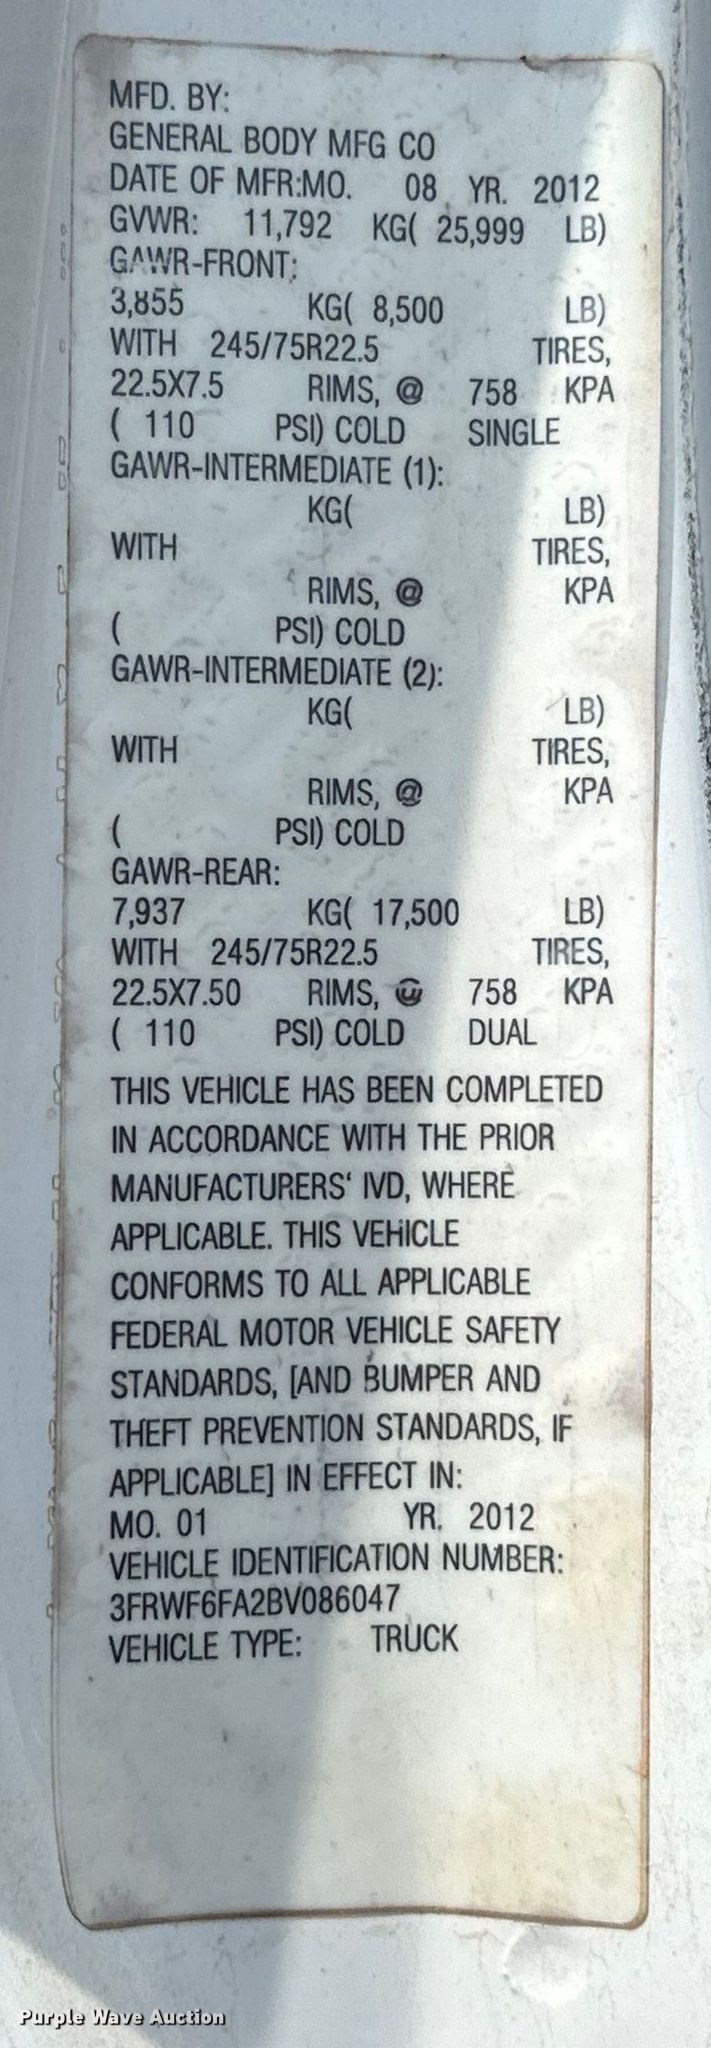 MFD. BY:
GENERAL BODY MFG CO
DATE OF MFR:MO. 08 YR. 2012
GVWR: 11,792 KG( 25,999 LB)
GAWR-FRONT:
3,855 KG( 8,500 LB)
WITH 245/75R22.5 TIRES,
22.5X7.5 RIMS, @ 758 KPA
( 110 PSI) COLD SINGLE
GAWR-INTERMEDIATE (1):
KG( LB)
WITH TIRES,
RIMS, @ KPA
( PSI) COLD
GAWR-INTERMEDIATE (2):
KG( LB)
WITH TIRES,
RIMS, @ KPA
( PSI) COLD
GAWR-REAR:
7,937 KG( 17,500 LB)
WITH 245/75R22.5 TIRES,
22.5X7.50 RIMS, @ 758 KPA
( 110 PSI) COLD DUAL
THIS VEHICLE HAS BEEN COMPLETED
IN ACCORDANCE WITH THE PRIOR
MANUFACTURERS' IVD, WHERE
APPLICABLE. THIS VEHICLE
CONFORMS TO ALL APPLICABLE
FEDERAL MOTOR VEHICLE SAFETY
STANDARDS, [AND BUMPER AND
THEFT PREVENTION STANDARDS, IF
APPLICABLE] IN EFFECT IN:
MO. 01 YR. 2012
VEHICLE IDENTIFICATION NUMBER:
3FRWF6FA2BV086047
VEHICLE TYPE: TRUCK
Purple Wave Auction